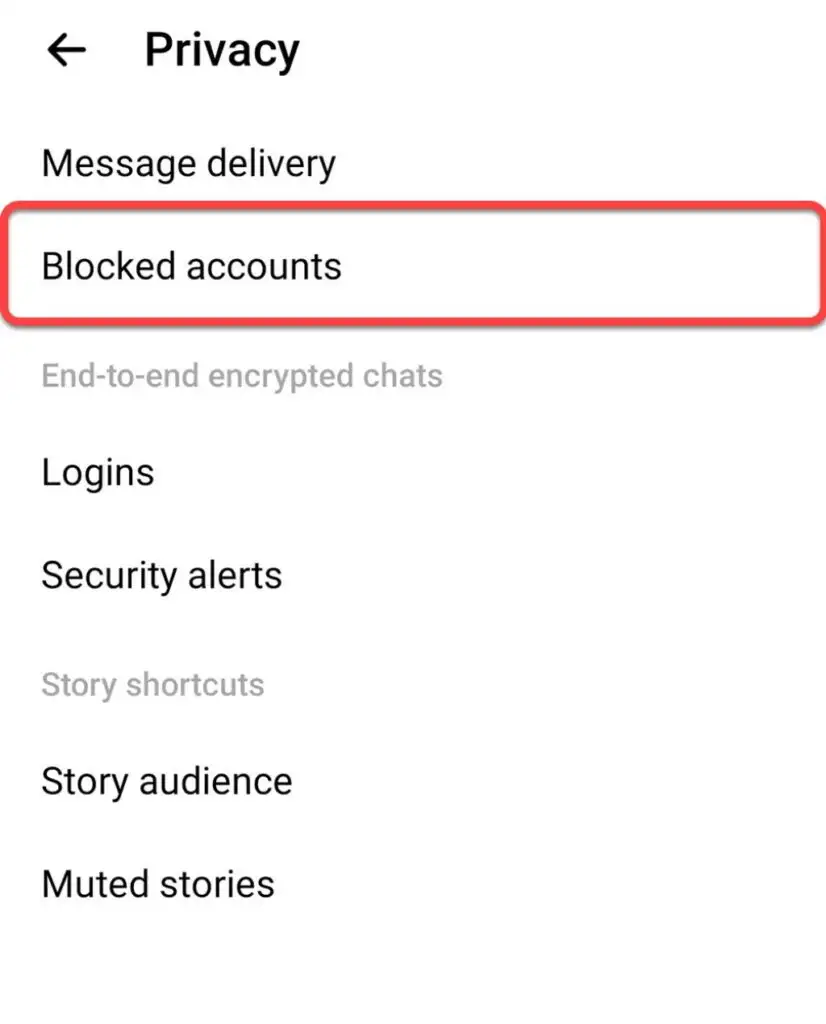 Privacy
Message delivery
Blocked accounts
End-to-end encrypted chats
Logins
Security alerts
Story shortcuts
Story audience
Muted stories